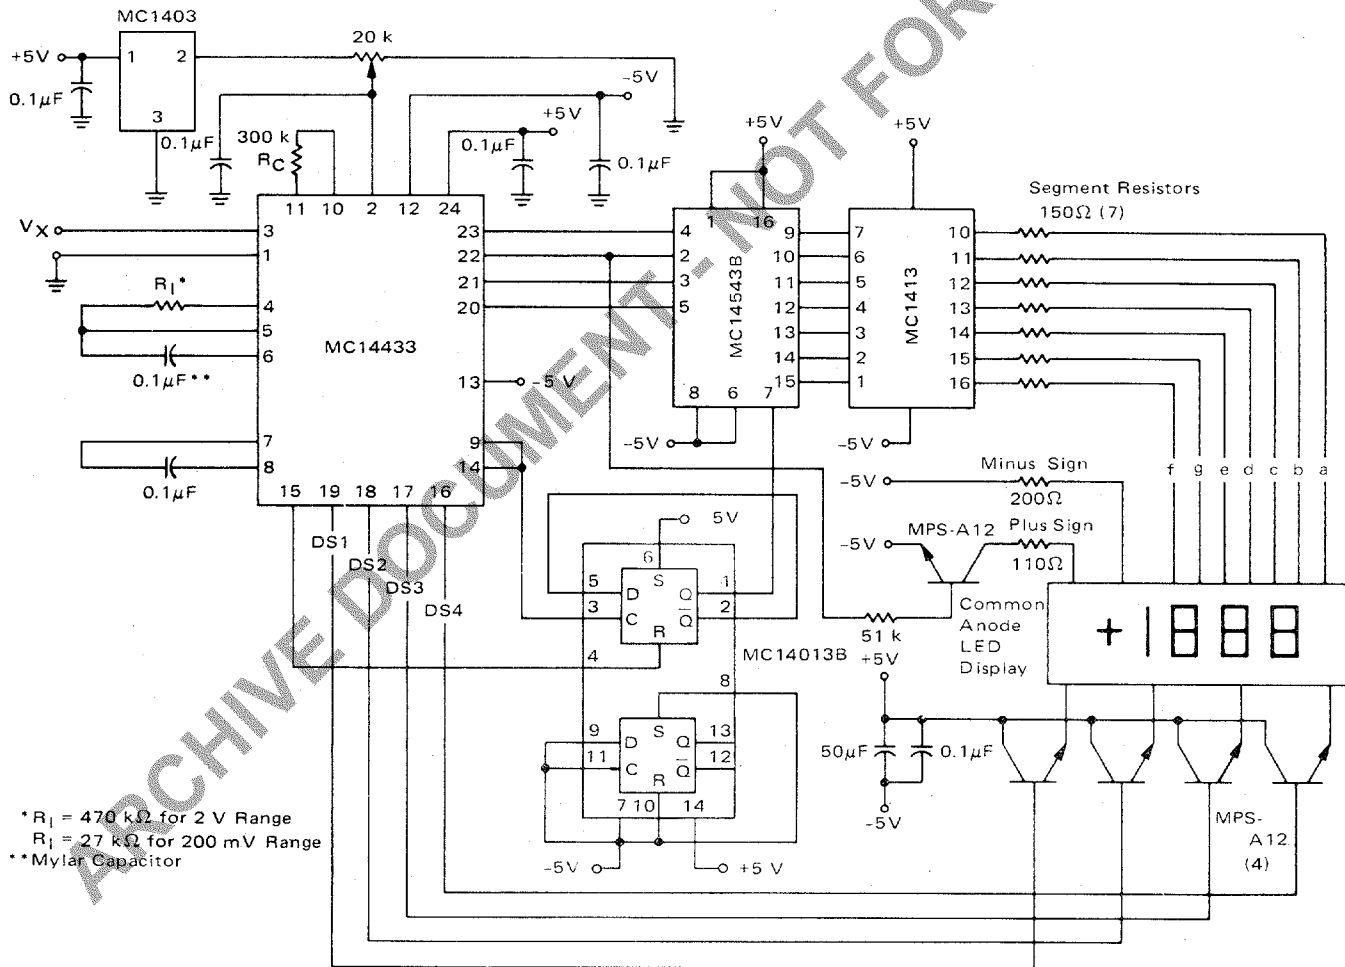 MC1403
+5V
1
2
3
0.1µF
20 k
0.1µF
-5V
+5V
0.1µF
0.1µF
300 k
RC
11 10 2 12 24
VX
3
1
RI*
4
5
6
0.1µF**
7
8
0.1µF
MC14433
23
22
21
20
13
-5 V
9
14
15 19 18 17 16
DS1
DS2
DS3
DS4
+5V
1 16
4
2
3
5
MC14543B
9
10
11
12
13
14
15
8 6 7
-5V
+5V
7
6
5
4
3
2
1
MC1413
10
11
12
13
14
15
16
-5V
Segment Resistors
150Ω (7)
f g e d c b a
-5V
Minus Sign
200Ω
MPS-A12
Plus Sign
-5V
110Ω
51 k
Common
Anode
LED
Display
5V
6
5
D
S
Q
1
3
C
Q
2
R
4
MC14013B
8
9
D
S
Q
13
11
C
Q
12
R
7 10 14
-5V
+5 V
+5V
50µF
0.1µF
-5V
MPS-
A12
(4)
*RI = 470 kΩ for 2 V Range
RI = 27 kΩ for 200 mV Range
**Mylar Capacitor
ARCHIVE DOCUMENT - NOT FOR